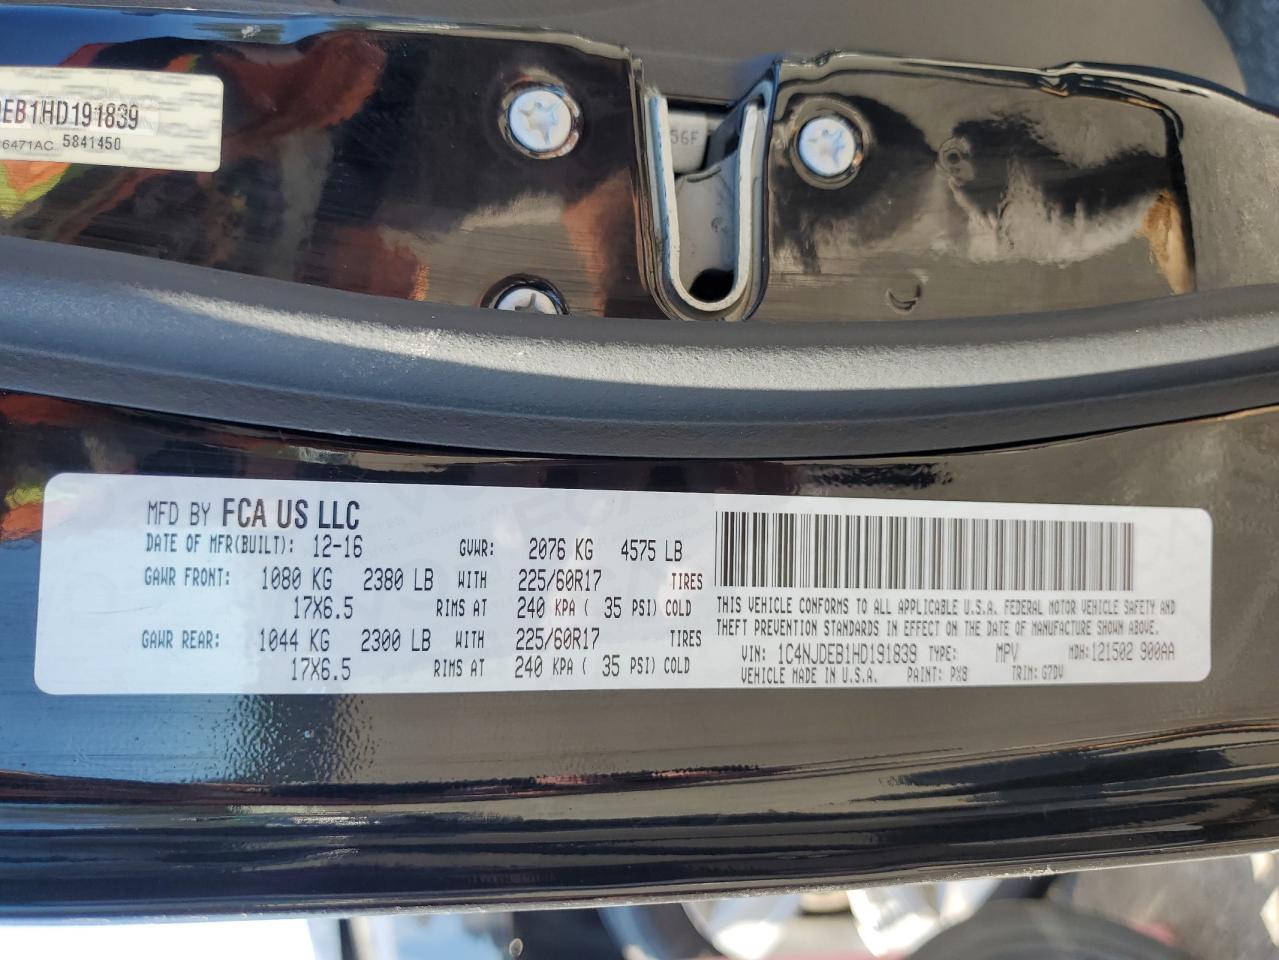 EB1HD191839
6471AC 5841450
56F
MFD BY FCA US LLC
DATE OF MFR(BUILT): 12-16 GVWR: 2076 KG 4575 LB
GAWR FRONT: 1080 KG 2380 LB WITH 225/60R17 TIRES
17X6.5 RIMS AT 240 KPA ( 35 PSI) COLD
GAWR REAR: 1044 KG 2300 LB WITH 225/60R17 TIRES
17X6.5 RIMS AT 240 KPA ( 35 PSI) COLD
THIS VEHICLE CONFORMS TO ALL APPLICABLE U.S.A. FEDERAL MOTOR VEHICLE SAFETY AND
THEFT PREVENTION STANDARDS IN EFFECT ON THE DATE OF MANUFACTURE SHOWN ABOVE.
VIN: 1C4NJDEB1HD191839 TYPE: MPV MDH: 121502 900AA
VEHICLE MADE IN U.S.A. PAINT: PX8 TRIM: G7DV